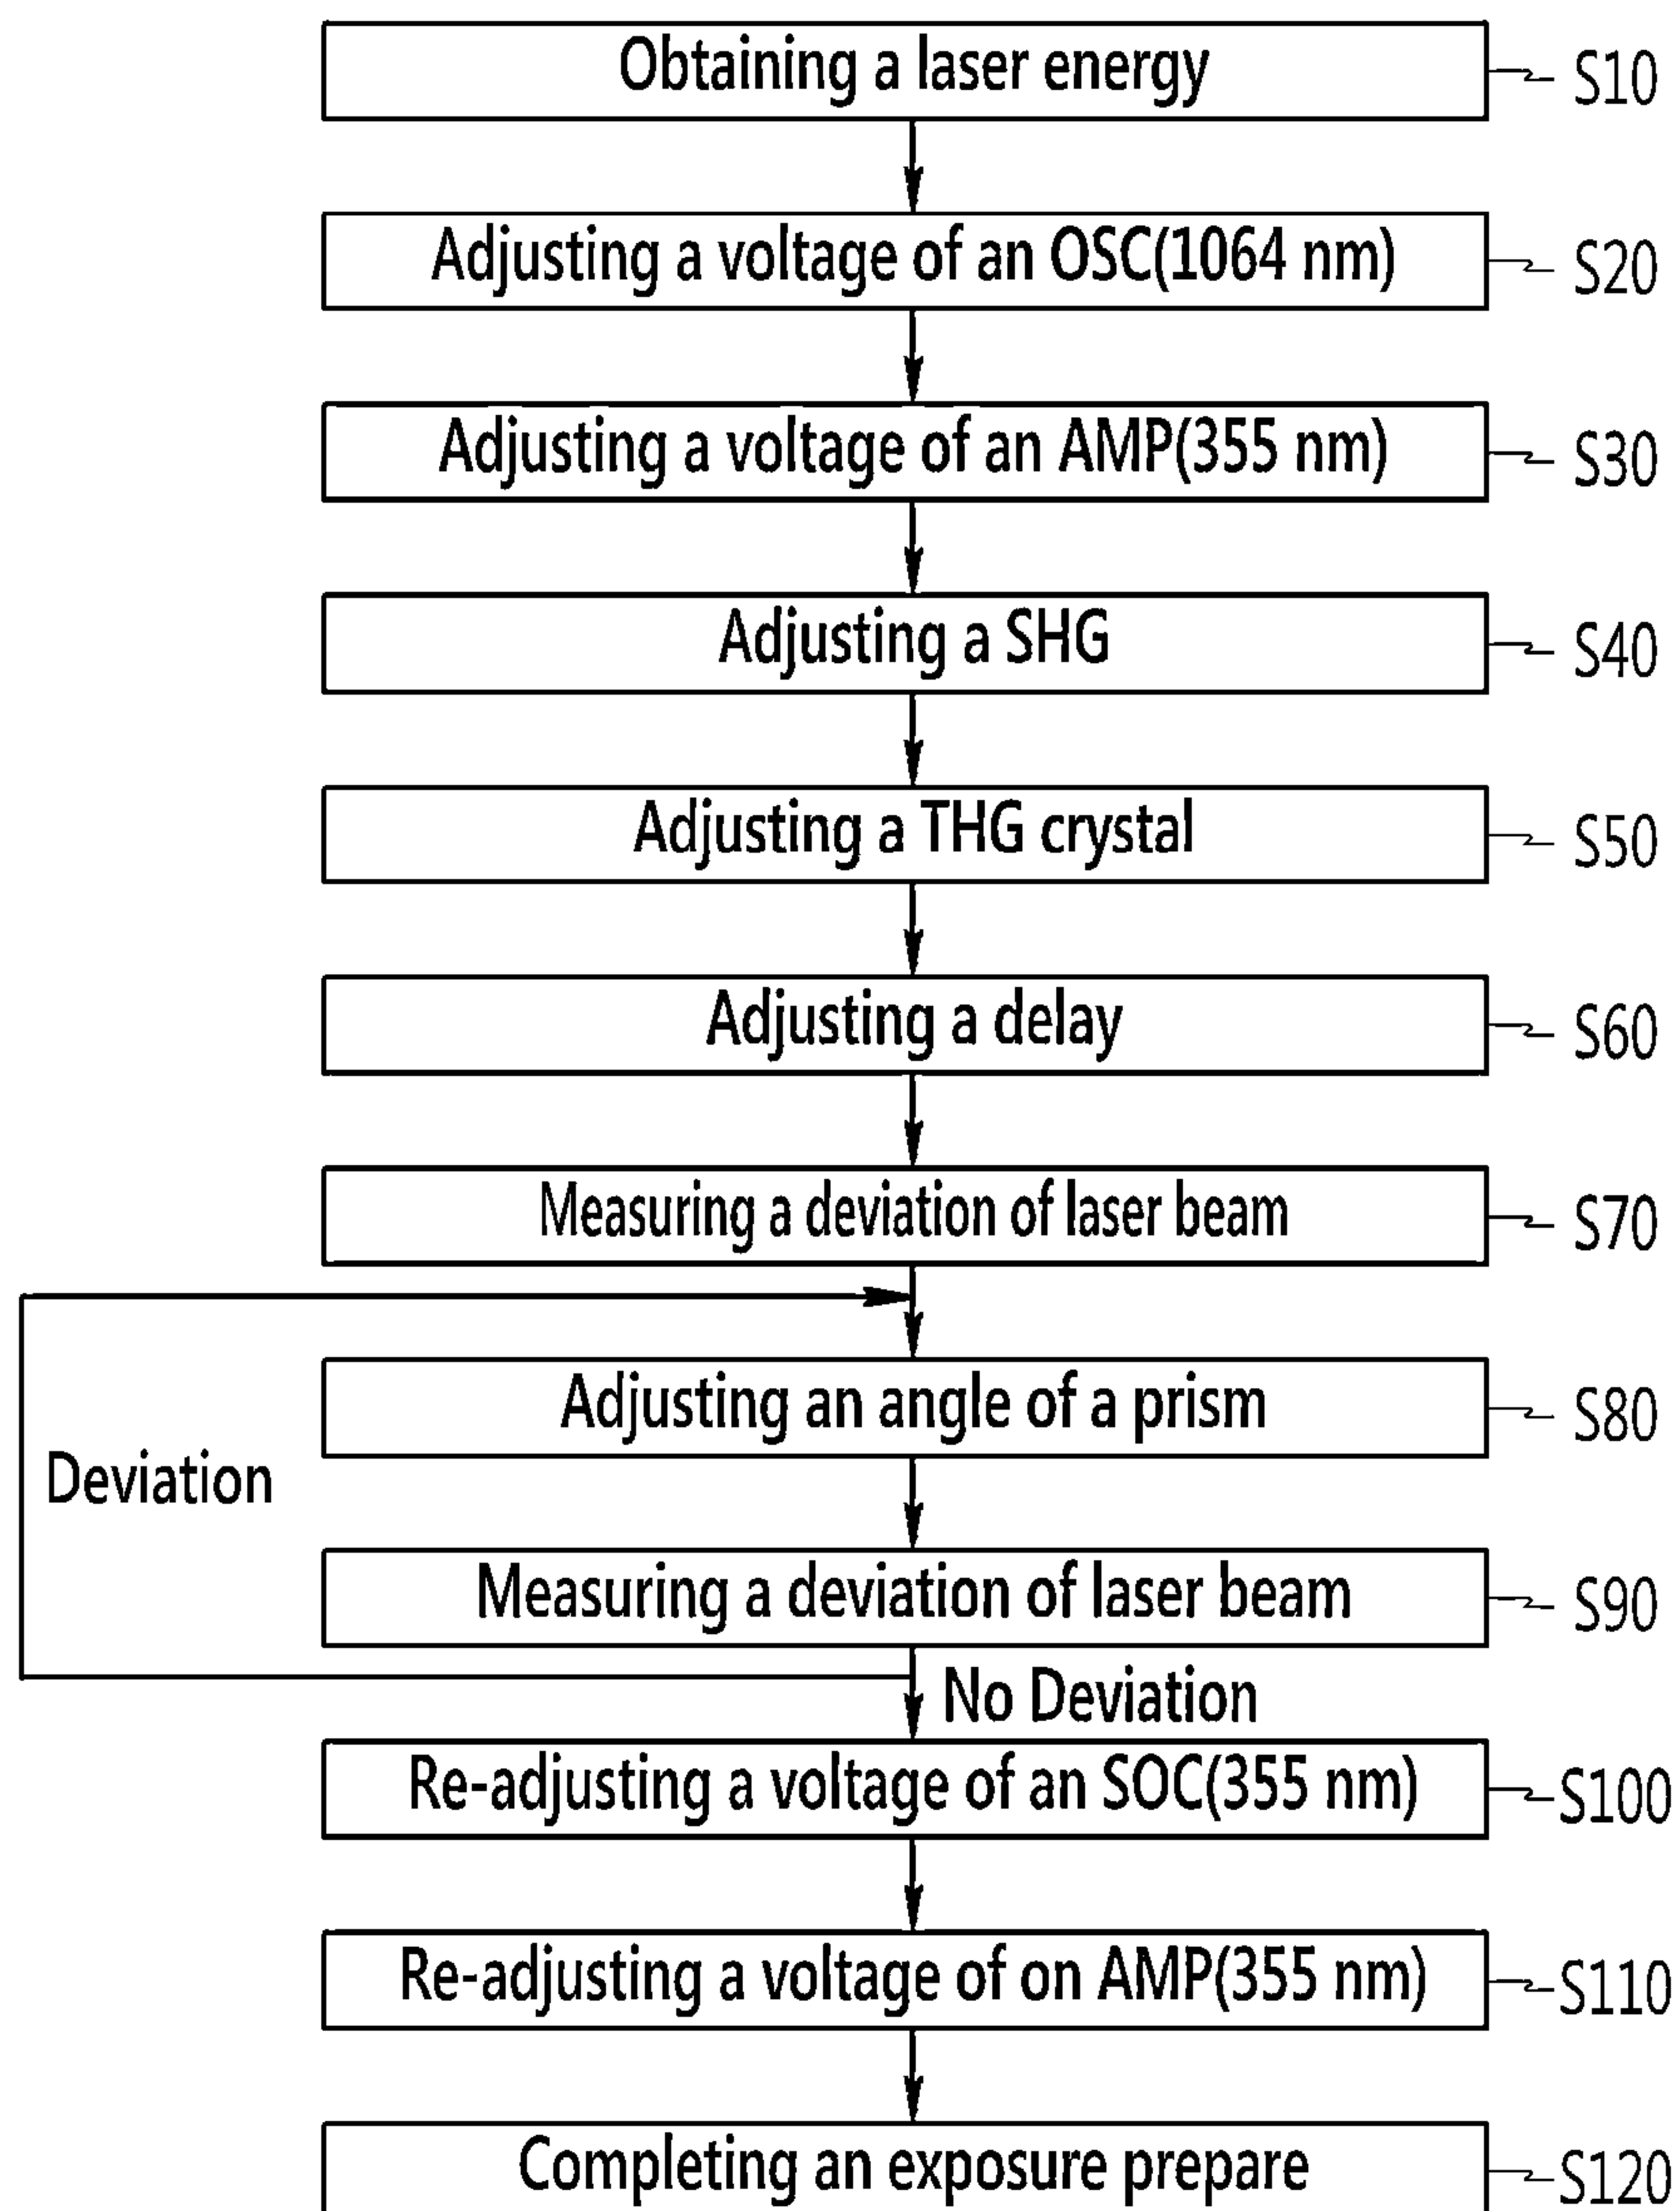 Obtaining a laser energy S10
Adjusting a voltage of an OSC(1064 nm) S20
Adjusting a voltage of an AMP(355 nm) S30
Adjusting a SHG S40
Adjusting a THG crystal S50
Adjusting a delay S60
Measuring a deviation of laser beam S70
Adjusting an angle of a prism S80
Deviation
Measuring a deviation of laser beam S90
No Deviation
Re-adjusting a voltage of an SOC(355 nm) S100
Re-adjusting a voltage of on AMP(355 nm) S110
Completing an exposure prepare S120